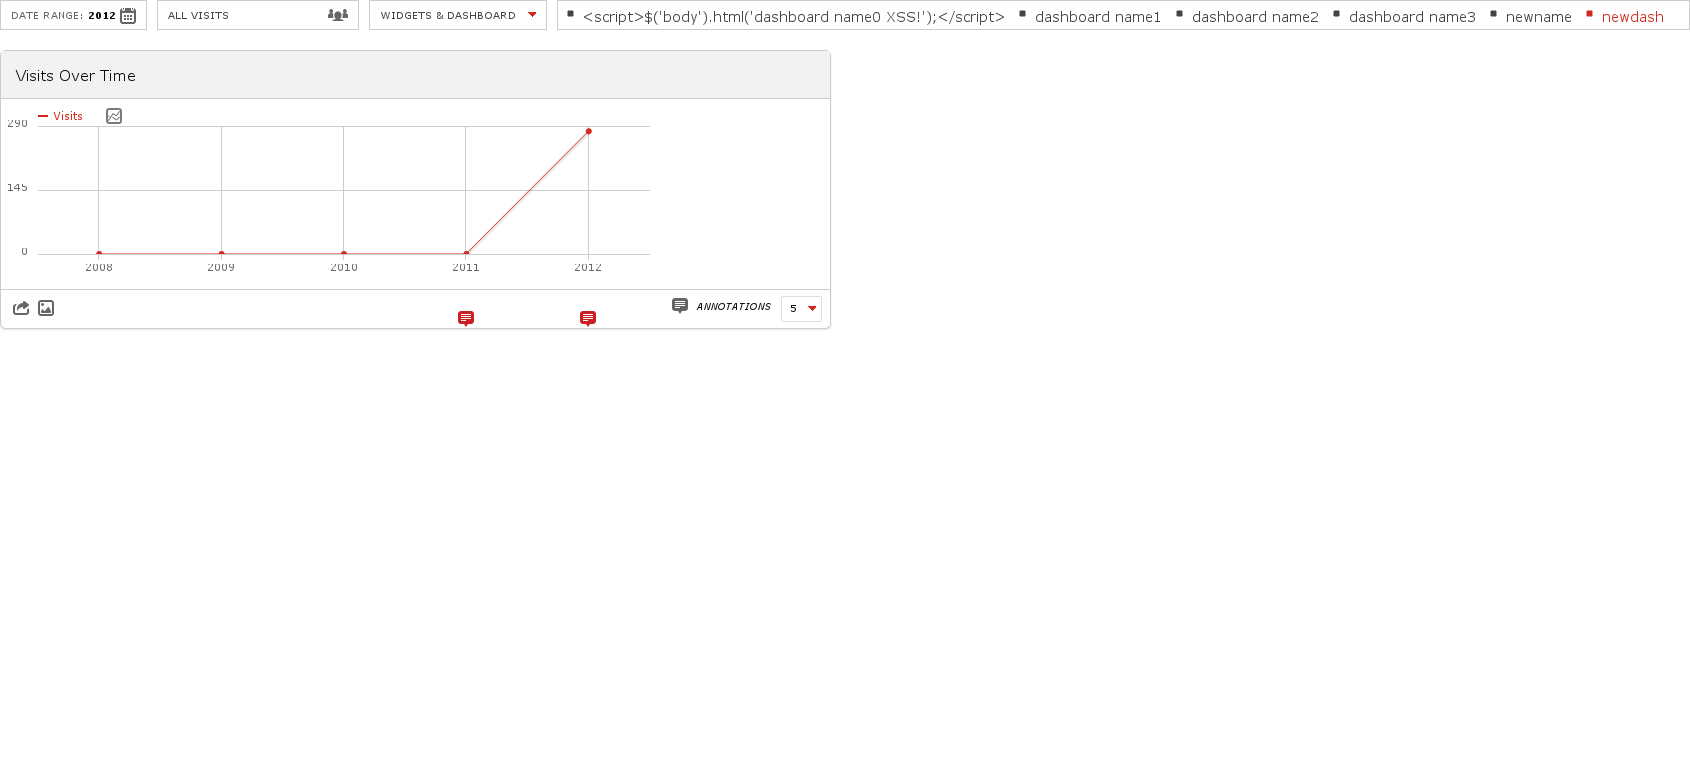 DATE RANGE: 2012
ALL VISITS
WIDGETS & DASHBOARD
<script>$('body').html('dashboard name0 XSS!');</script>
dashboard name1
dashboard name2
dashboard name3
newname
newdash
Visits Over Time
Visits
290
145
0
2008 2009 2010 2011 2012
ANNOTATIONS
5